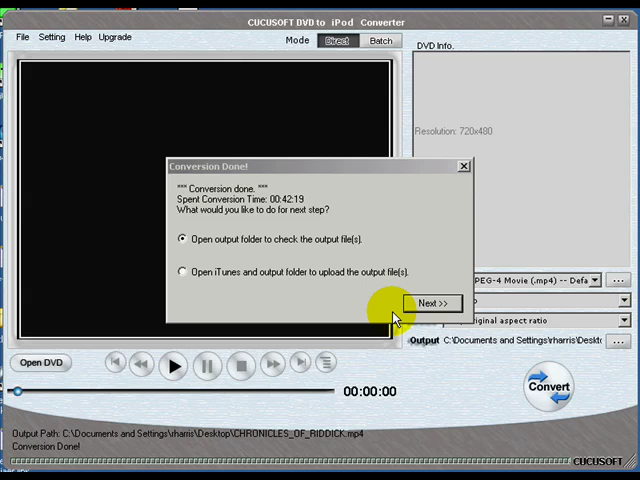 CUCUSOFT DVD to iPod Converter
File Setting Help Upgrade
Mode Direct Batch
DVD Info.
Resolution: 720x480
Conversion Done!
*** Conversion done. ***
Spent Conversion Time: 00:42:19
What would you like to do for next step?
Open output folder to check the output file(s).
Open iTunes and output folder to upload the output file(s).
Next >>
PEG-4 Movie (.mp4) -- Defa
...
P
original aspect ratio
Output C:\Documents and Settings\rharris\Deskto
...
Open DVD
00:00:00
Convert
Output Path: C:\Documents and Settings\rharris\Desktop\CHRONICLES_OF_RIDDICK.mp4
Conversion Done!
CUCUSOFT